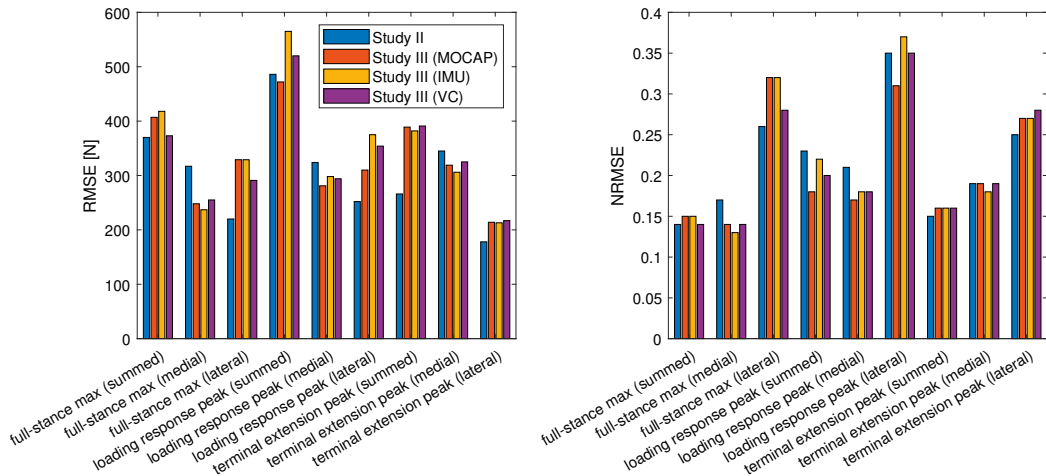 600
500
400
300
200
100
0
RMSE [N]
Study II
Study III (MOCAP)
Study III (IMU)
Study III (VC)
full-stance max (summed)
full-stance max (medial)
full-stance max (lateral)
loading response peak (summed)
loading response peak (medial)
loading response peak (lateral)
terminal extension peak (summed)
terminal extension peak (medial)
terminal extension peak (lateral)
0.4
0.35
0.3
0.25
0.2
0.15
0.1
0.05
0
NRMSE
full-stance max (summed)
full-stance max (medial)
full-stance max (lateral)
loading response peak (summed)
loading response peak (medial)
loading response peak (lateral)
terminal extension peak (summed)
terminal extension peak (medial)
terminal extension peak (lateral)